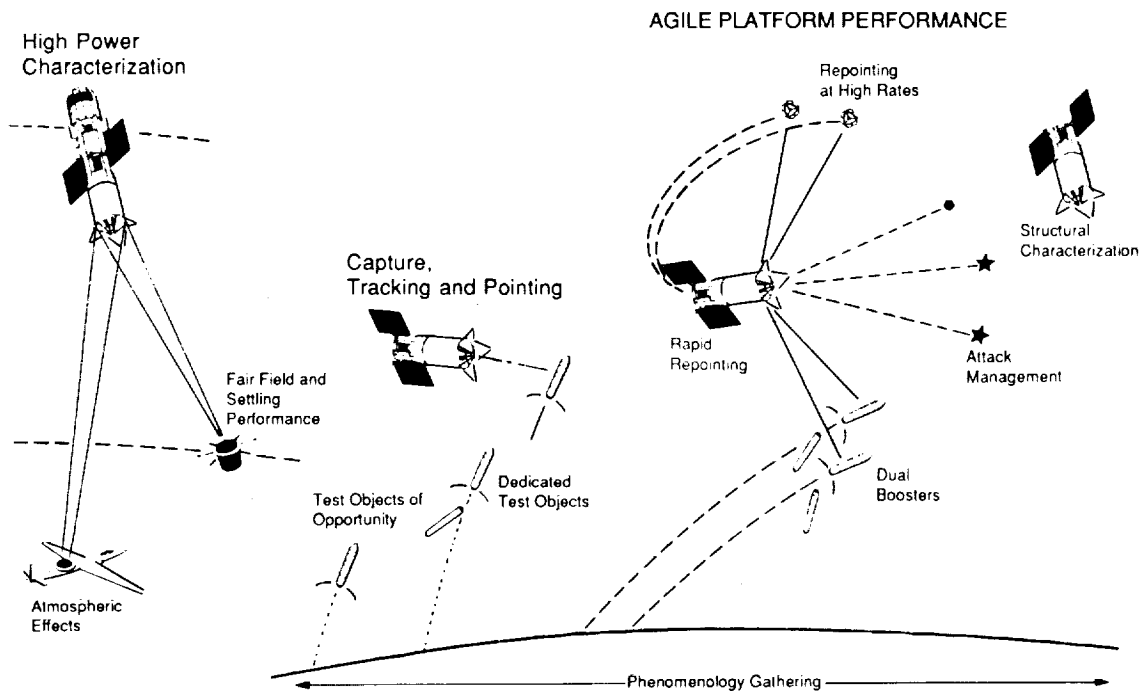 AGILE PLATFORM PERFORMANCE
High Power
Characterization
Repointing
at High Rates
Structural
Characterization
Capture,
Tracking and Pointing
Rapid
Repointing
Attack
Management
Fair Field and
Settling
Performance
Dedicated
Test Objects
Dual
Boosters
Test Objects of
Opportunity
Atmospheric
Effects
Phenomenology Gathering